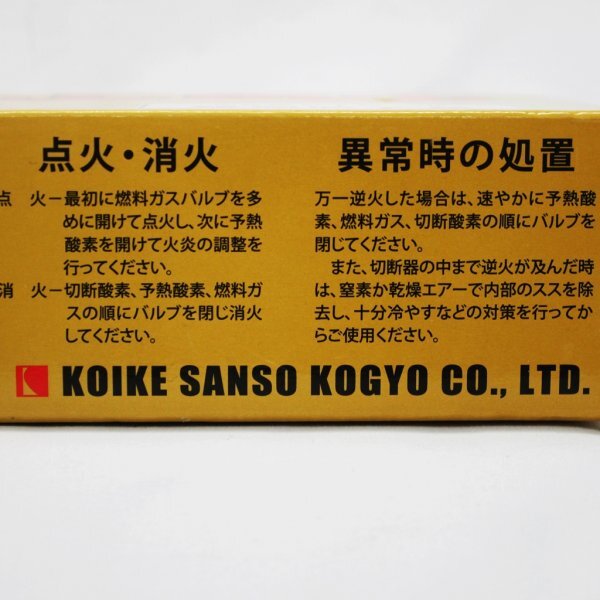 点火・消火
点　火－最初に燃料ガスバルブを多
めに開けて点火し、次に予熱
酸素を開けて火炎の調整を
行ってください。
消　火－切断酸素、予熱酸素、燃料ガ
スの順にバルブを閉じ消火
してください。
異常時の処置
万一逆火した場合は、速やかに予熱酸
素、燃料ガス、切断酸素の順にバルブを
閉じてください。
また、切断器の中まで逆火が及んだ時
は、窒素か乾燥エアーで内部のススを除
去し、十分冷やすなどの対策を行ってか
らご使用ください。
KOIKE SANSO KOGYO CO., LTD.